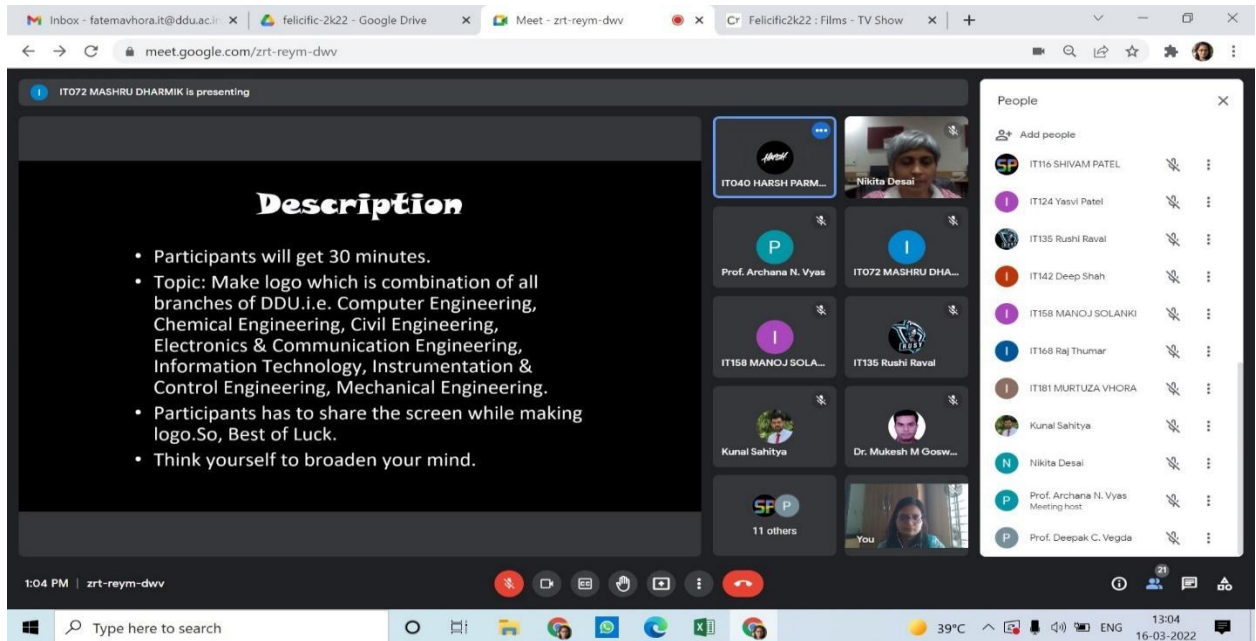 Inbox - fatemavhora.it@ddu.ac.in
felicific-2k22 - Google Drive
Meet - zrt-reym-dwv
Felicific2k22 : Films - TV Show
meet.google.com/zrt-reym-dwv
IT072 MASHRU DHARMIK is presenting
Description
• Participants will get 30 minutes.
• Topic: Make logo which is combination of all
branches of DDU.i.e. Computer Engineering,
Chemical Engineering, Civil Engineering,
Electronics & Communication Engineering,
Information Technology, Instrumentation &
Control Engineering, Mechanical Engineering.
• Participants has to share the screen while making
logo.So, Best of Luck.
• Think yourself to broaden your mind.
HARSH
IT040 HARSH PARM...
Nikita Desai
P
Prof. Archana N. Vyas
I
IT072 MASHRU DHA...
I
IT158 MANOJ SOLA...
RUSY
IT135 Rushi Raval
Kunal Sahitya
Dr. Mukesh M Gosw...
SP P
11 others
You
People
Add people
SP IT116 SHIVAM PATEL
I IT124 Yasvi Patel
IT135 Rushi Raval
I IT142 Deep Shah
I IT158 MANOJ SOLANKI
I IT168 Raj Thumar
I IT181 MURTUZA VHORA
Kunal Sahitya
N Nikita Desai
P Prof. Archana N. Vyas
Meeting host
P Prof. Deepak C. Vegda
1:04 PM | zrt-reym-dwv
21
Type here to search
39°C
ENG
13:04
16-03-2022